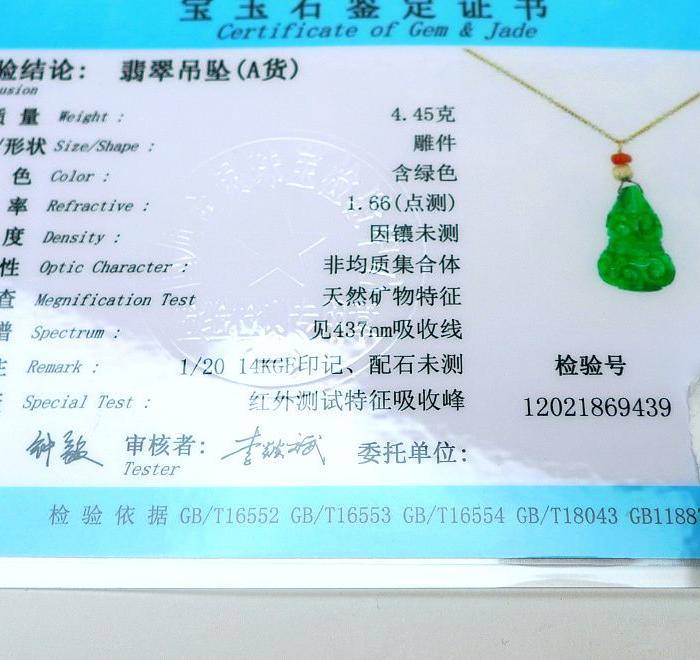 宝玉石鉴定证书
Certificate of Gem & Jade
验结论: 翡翠吊坠(A货)
usion
质 量 Weight : 4.45克
/形状 Size/Shape : 雕件
色 Color : 含绿色
率 Refractive : 1.66(点测)
度 Density : 因镶未测
性 Optic Character : 非均质集合体
查 Megnification Test 天然矿物特征
谱 Spectrum : 见437nm吸收线
注 Remark : 1/20 14KGF印记、配石未测
Special Test : 红外测试特征吸收峰
检验号
12021869439
审核者: 委托单位:
Tester
检 验 依 据 GB/T16552 GB/T16553 GB/T16554 GB/T18043 GB11887